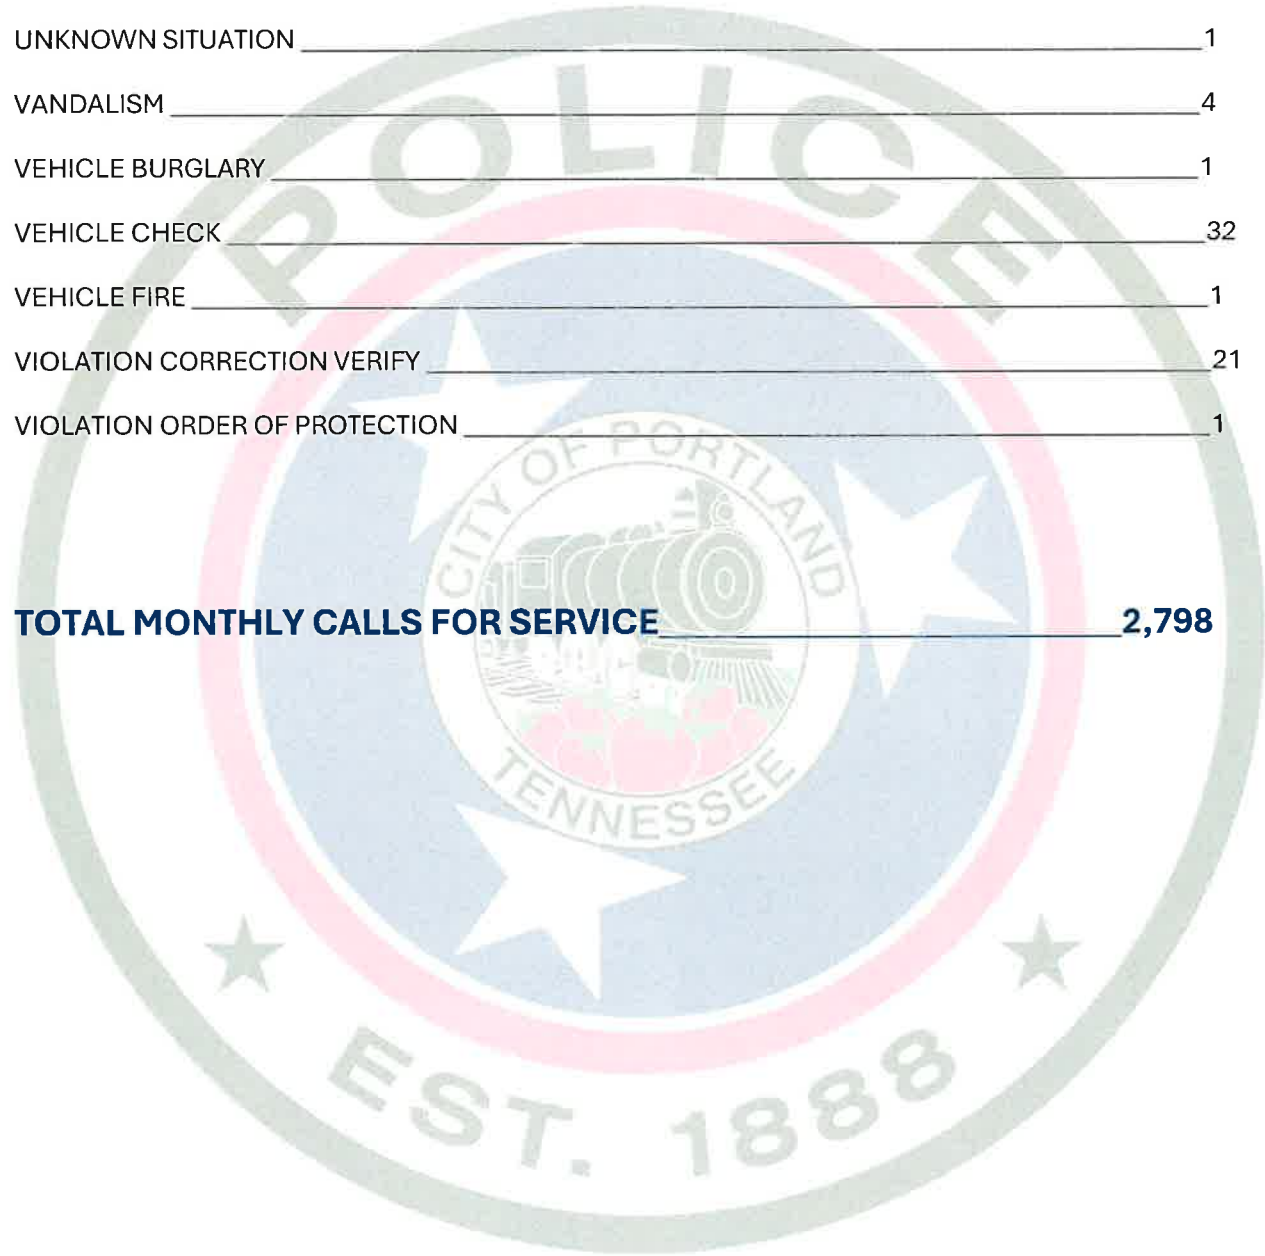 UNKNOWN SITUATION 1
VANDALISM 4
VEHICLE BURGLARY 1
VEHICLE CHECK 32
VEHICLE FIRE 1
VIOLATION CORRECTION VERIFY 21
VIOLATION ORDER OF PROTECTION 1
TOTAL MONTHLY CALLS FOR SERVICE 2,798
POLICE
CITY OF PORTLAND
TENNESSEE
EST. 1888